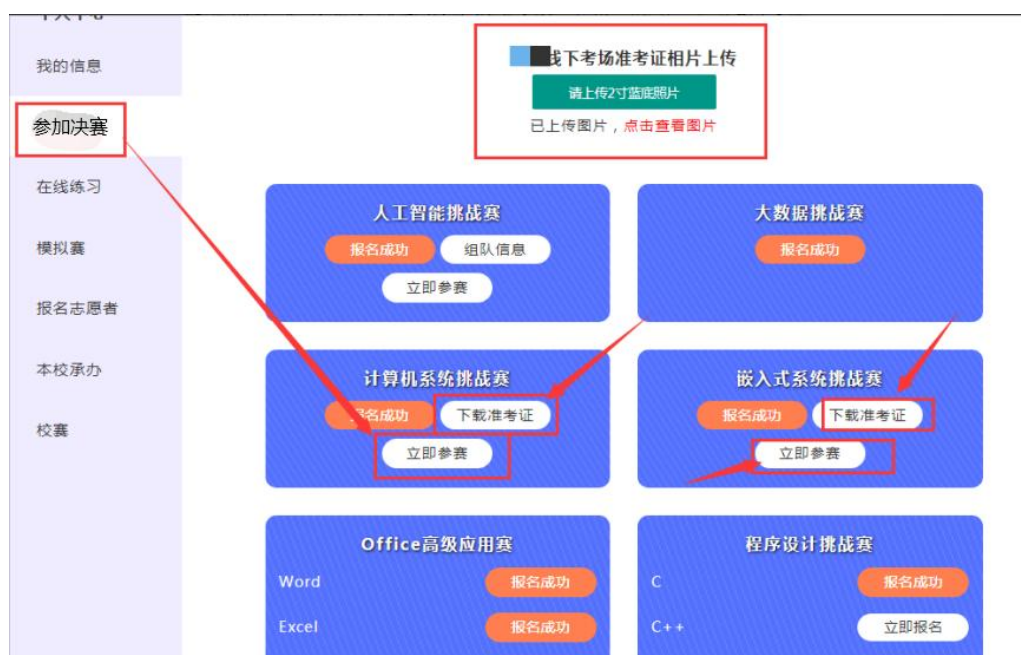 我的信息
参加决赛
在线练习
模拟赛
报名志愿者
本校承办
校赛
线下考场准考证相片上传
请上传2寸蓝底照片
已上传图片，点击查看图片
人工智能挑战赛
报名成功 组队信息
立即参赛
大数据挑战赛
报名成功
计算机系统挑战赛
报名成功 下载准考证
立即参赛
嵌入式系统挑战赛
报名成功 下载准考证
立即参赛
Office高级应用赛
Word 报名成功
Excel 报名成功
程序设计挑战赛
C 报名成功
C++ 立即报名